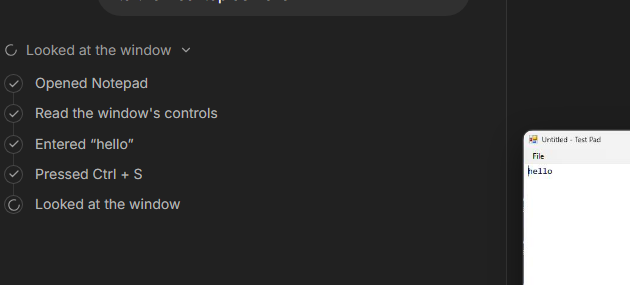 Looked at the window
Opened Notepad
Read the window's controls
Entered “hello”
Pressed Ctrl + S
Looked at the window
Untitled - Test Pad
File
hello